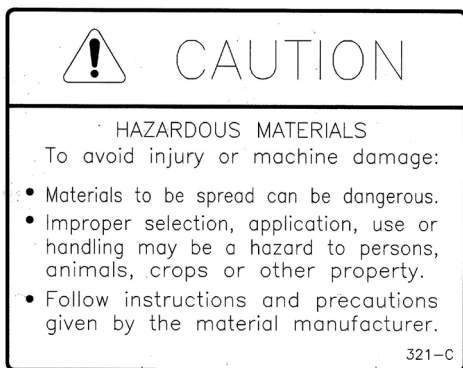 CAUTION
HAZARDOUS MATERIALS
To avoid injury or machine damage:
• Materials to be spread can be dangerous.
• Improper selection, application, use or
handling may be a hazard to persons,
animals, crops or other property.
• Follow instructions and precautions
given by the material manufacturer.
321-C